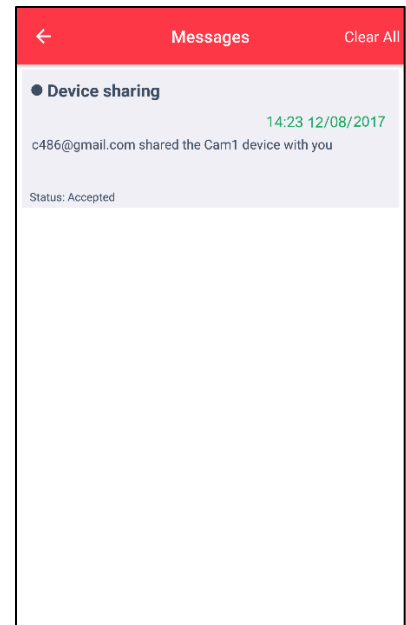 Messages
Clear All
Device sharing
14:23 12/08/2017
c486@gmail.com shared the Cam1 device with you
Status: Accepted